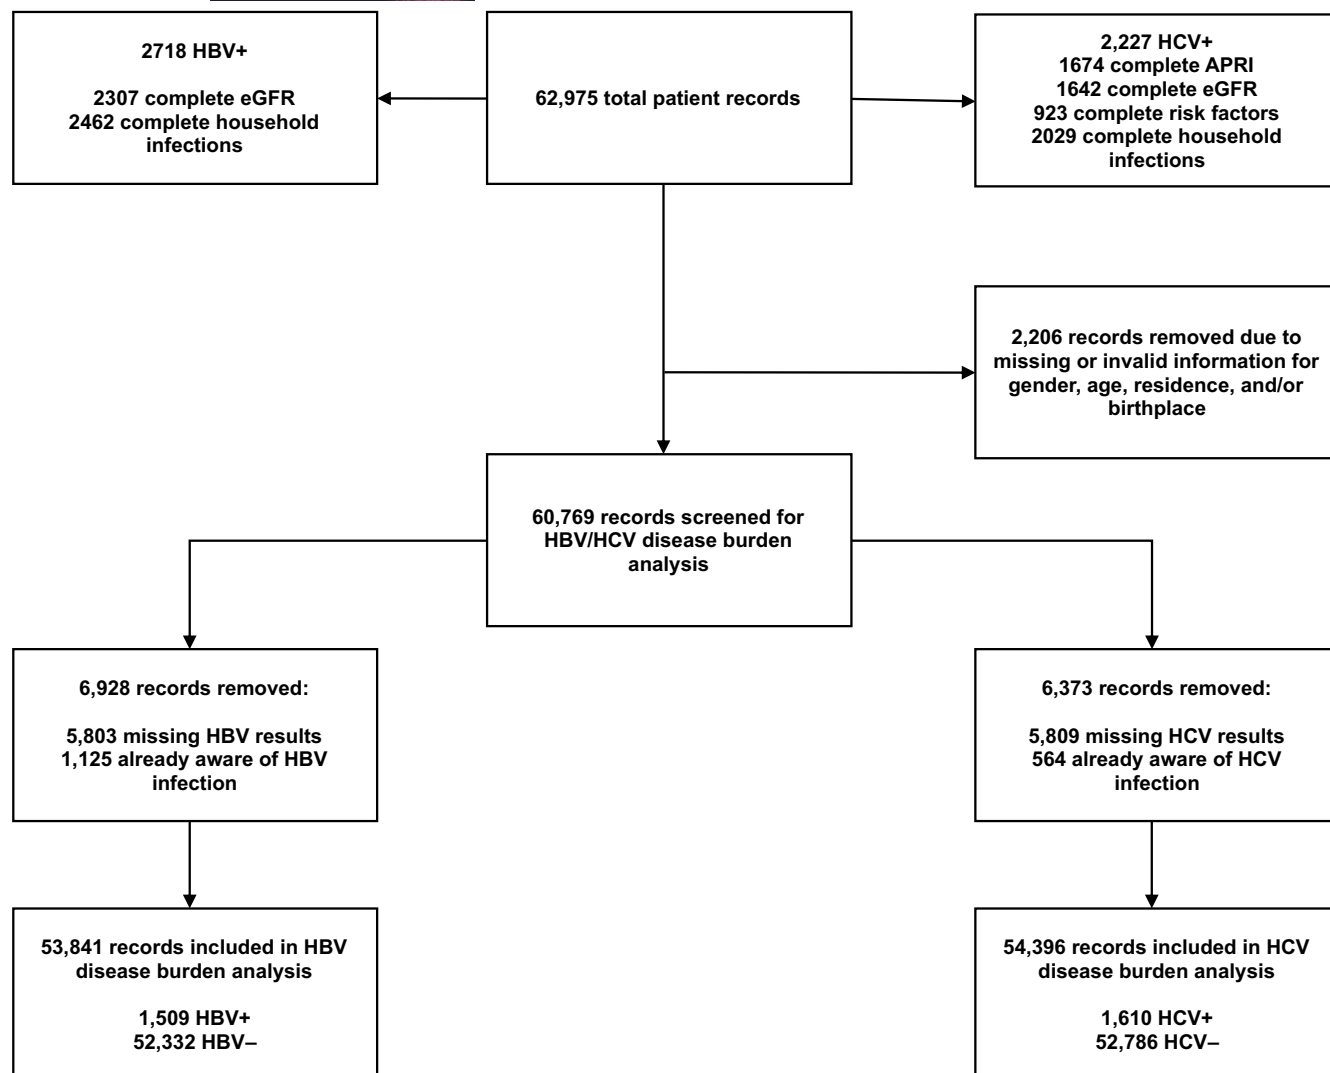 2718 HBV+
2307 complete eGFR
2462 complete household
infections
62,975 total patient records
2,227 HCV+
1674 complete APRI
1642 complete eGFR
923 complete risk factors
2029 complete household
infections
2,206 records removed due to
missing or invalid information for
gender, age, residence, and/or
birthplace
60,769 records screened for
HBV/HCV disease burden
analysis
6,928 records removed:
5,803 missing HBV results
1,125 already aware of HBV
infection
6,373 records removed:
5,809 missing HCV results
564 already aware of HCV
infection
53,841 records included in HBV
disease burden analysis
1,509 HBV+
52,332 HBV–
54,396 records included in HCV
disease burden analysis
1,610 HCV+
52,786 HCV–